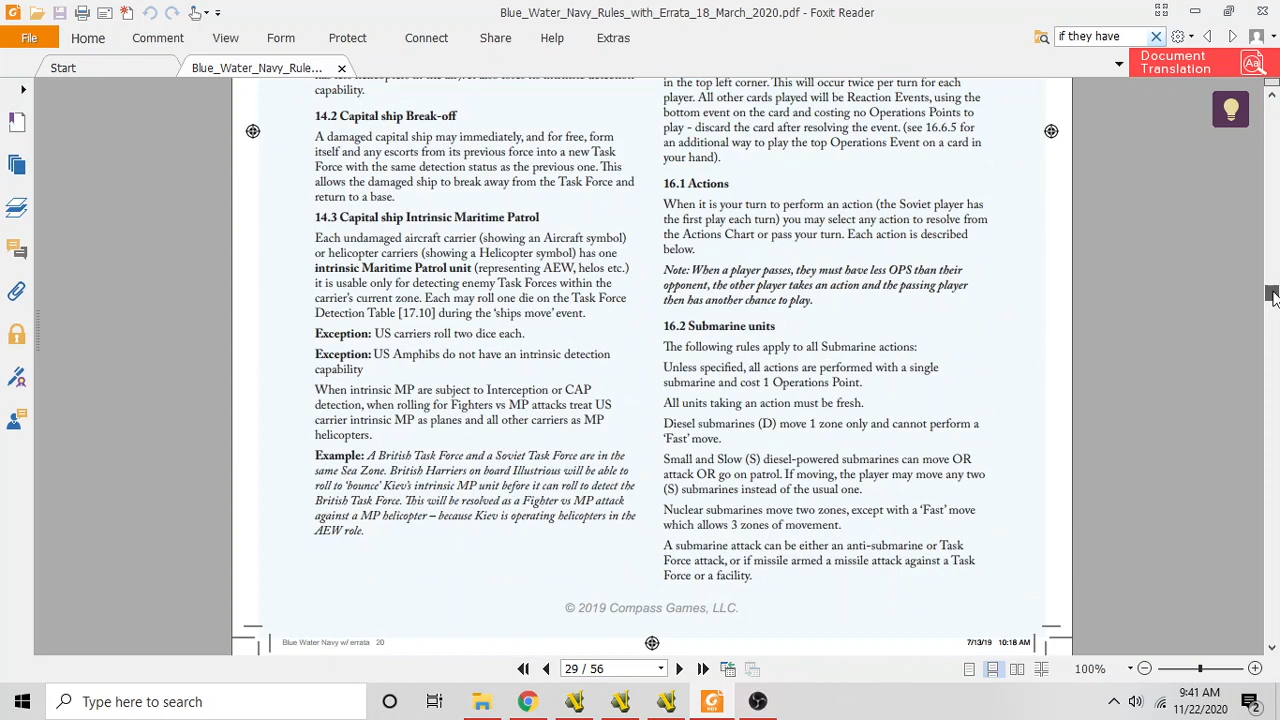 Blue_Water_Navy_Rules_with_Errata_18_March_2020.pdf - Foxit Reader
File
Home
Comment
View
Form
Protect
Connect
Share
Help
Extras
if they have
Start
Blue_Water_Navy_Rule...
Document
Translation
capability.
14.2 Capital ship Break-off
A damaged capital ship may immediately, and for free, form
itself and any escorts from its previous force into a new Task
Force with the same detection status as the previous one. This
allows the damaged ship to break away from the Task Force and
return to a base.
14.3 Capital ship Intrinsic Maritime Patrol
Each undamaged aircraft carrier (showing an Aircraft symbol)
or helicopter carriers (showing a Helicopter symbol) has one
intrinsic Maritime Patrol unit (representing AEW, helos etc.)
it is usable only for detecting enemy Task Forces within the
carrier's current zone. Each may roll one die on the Task Force
Detection Table [17.10] during the 'ships move' event.
Exception: US carriers roll two dice each.
Exception: US Amphibs do not have an intrinsic detection
capability
When intrinsic MP are subject to Interception or CAP
detection, when rolling for Fighters vs MP attacks treat US
carrier intrinsic MP as planes and all other carriers as MP
helicopters.
Example: A British Task Force and a Soviet Task Force are in the
same Sea Zone. British Harriers on board Illustrious will be able to
roll to 'bounce' Kiev's intrinsic MP unit before it can roll to detect the
British Task Force. This will be resolved as a Fighter vs MP attack
against a MP helicopter – because Kiev is operating helicopters in the
AEW role.
in the top left corner. This will occur twice per turn for each
player. All other cards played will be Reaction Events, using the
bottom event on the card and costing no Operations Points to
play - discard the card after resolving the event. (see 16.6.5 for
an additional way to play the top Operations Event on a card in
your hand).
16.1 Actions
When it is your turn to perform an action (the Soviet player has
the first play each turn) you may select any action to resolve from
the Actions Chart or pass your turn. Each action is described
below.
Note: When a player passes, they must have less OPS than their
opponent, the other player takes an action and the passing player
then has another chance to play.
16.2 Submarine units
The following rules apply to all Submarine actions:
Unless specified, all actions are performed with a single
submarine and cost 1 Operations Point.
All units taking an action must be fresh.
Diesel submarines (D) move 1 zone only and cannot perform a
'Fast' move.
Small and Slow (S) diesel-powered submarines can move OR
attack OR go on patrol. If moving, the player may move any two
(S) submarines instead of the usual one.
Nuclear submarines move two zones, except with a 'Fast' move
which allows 3 zones of movement.
A submarine attack can be either an anti-submarine or Task
Force attack, or if missile armed a missile attack against a Task
Force or a facility.
© 2019 Compass Games, LLC.
Blue Water Navy w/ errata 20
7/13/19 10:18 AM
29 / 56
100%
Type here to search
9:41 AM
11/22/2020
2